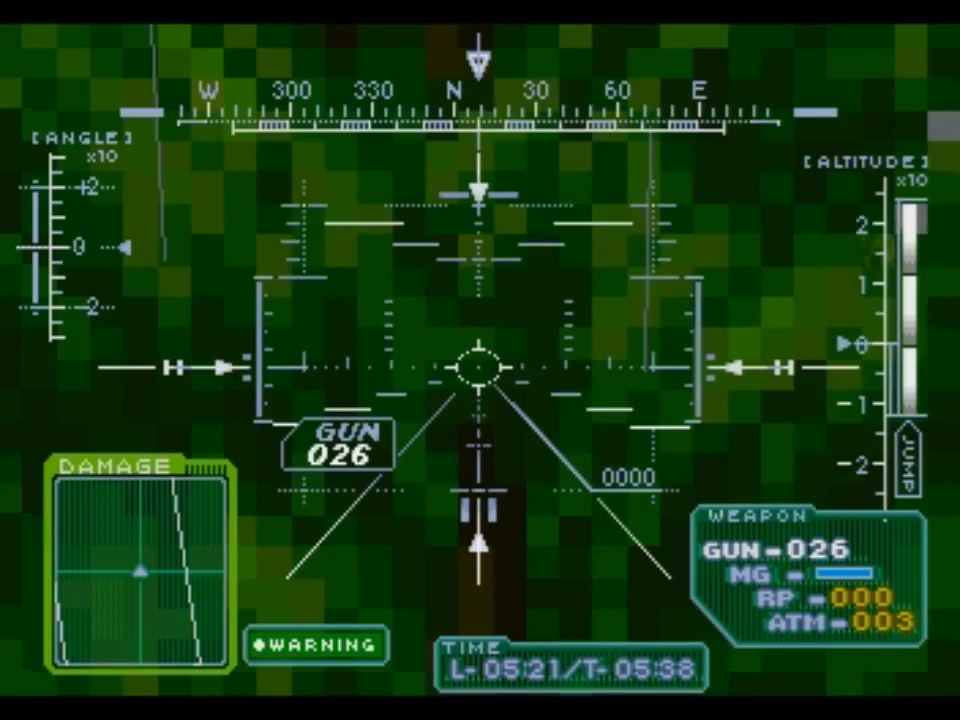 W 300 330 N 30 60 E
[ANGLE]
x10
+2
0
-2
[ALTITUDE]
x10
2
1
0
-1
-2
JUMP
GUN
026
0000
DAMAGE
WEAPON
GUN-026
MG -
RP -000
ATM-003
WARNING
TIME
L-05:21/T-05:38